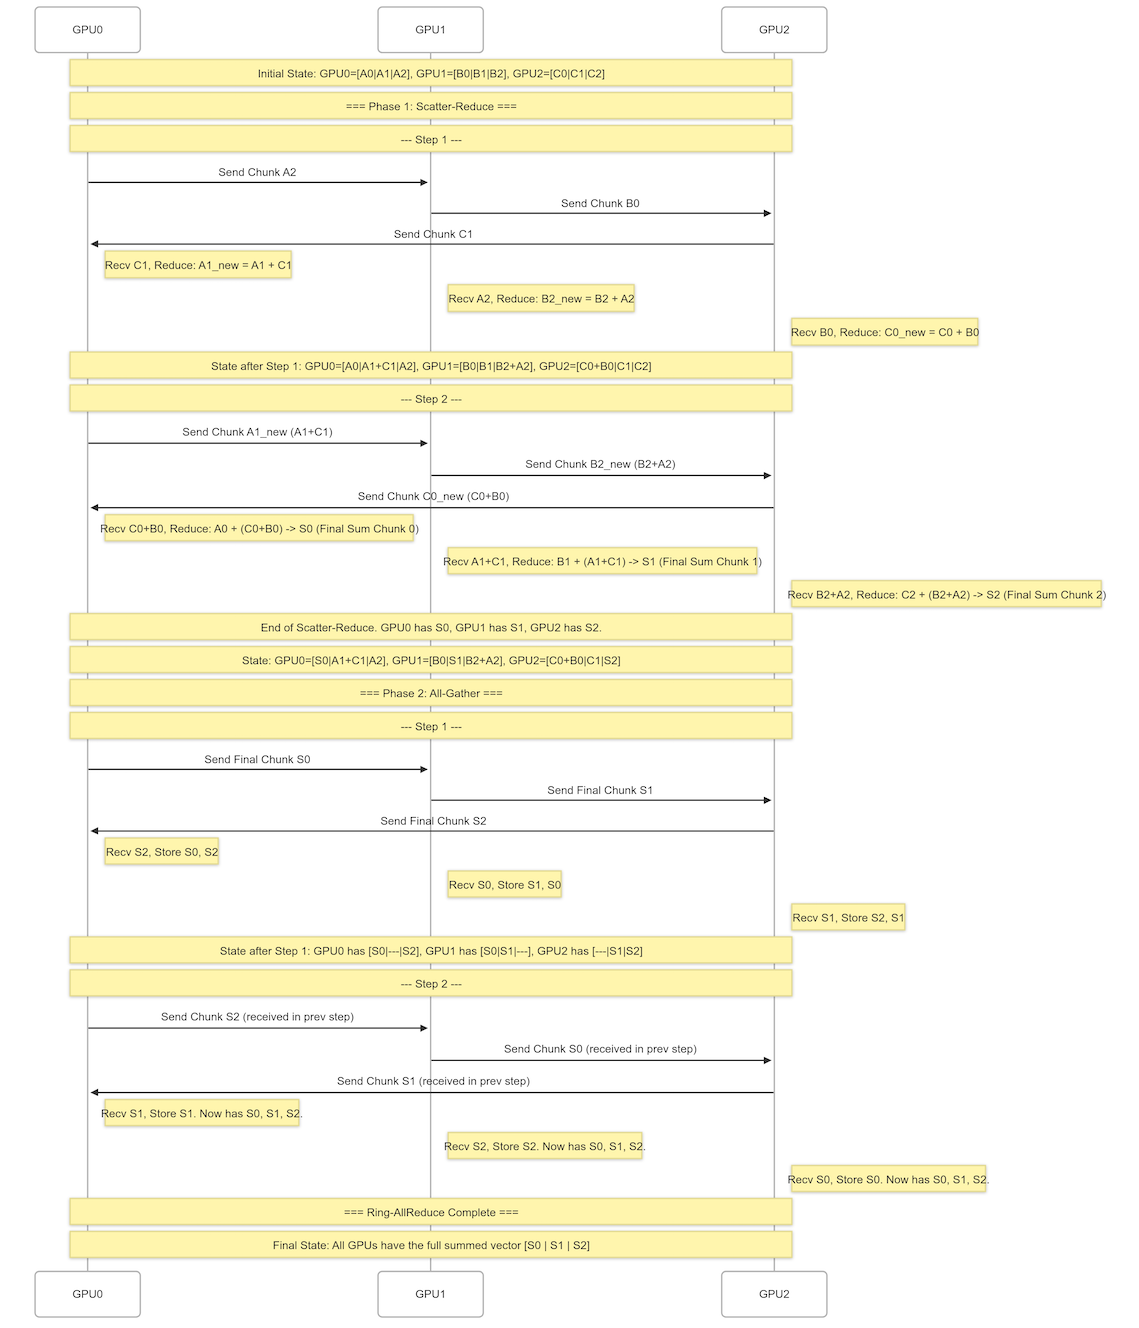 GPU0
GPU1
GPU2
Initial State: GPU0=[A0|A1|A2], GPU1=[B0|B1|B2], GPU2=[C0|C1|C2]
=== Phase 1: Scatter-Reduce ===
--- Step 1 ---
Send Chunk A2
Send Chunk B0
Send Chunk C1
Recv C1, Reduce: A1_new = A1 + C1
Recv A2, Reduce: B2_new = B2 + A2
Recv B0, Reduce: C0_new = C0 + B0
State after Step 1: GPU0=[A0|A1+C1|A2], GPU1=[B0|B1|B2+A2], GPU2=[C0+B0|C1|C2]
--- Step 2 ---
Send Chunk A1_new (A1+C1)
Send Chunk B2_new (B2+A2)
Send Chunk C0_new (C0+B0)
Recv C0+B0, Reduce: A0 + (C0+B0) -> S0 (Final Sum Chunk 0)
Recv A1+C1, Reduce: B1 + (A1+C1) -> S1 (Final Sum Chunk 1)
Recv B2+A2, Reduce: C2 + (B2+A2) -> S2 (Final Sum Chunk 2)
End of Scatter-Reduce. GPU0 has S0, GPU1 has S1, GPU2 has S2.
State: GPU0=[S0|A1+C1|A2], GPU1=[B0|S1|B2+A2], GPU2=[C0+B0|C1|S2]
=== Phase 2: All-Gather ===
--- Step 1 ---
Send Final Chunk S0
Send Final Chunk S1
Send Final Chunk S2
Recv S2, Store S0, S2
Recv S0, Store S1, S0
Recv S1, Store S2, S1
State after Step 1: GPU0 has [S0|---|S2], GPU1 has [S0|S1|---], GPU2 has [---|S1|S2]
--- Step 2 ---
Send Chunk S2 (received in prev step)
Send Chunk S0 (received in prev step)
Send Chunk S1 (received in prev step)
Recv S1, Store S1. Now has S0, S1, S2.
Recv S2, Store S2. Now has S0, S1, S2.
Recv S0, Store S0. Now has S0, S1, S2.
=== Ring-AllReduce Complete ===
Final State: All GPUs have the full summed vector [S0 | S1 | S2]
GPU0
GPU1
GPU2